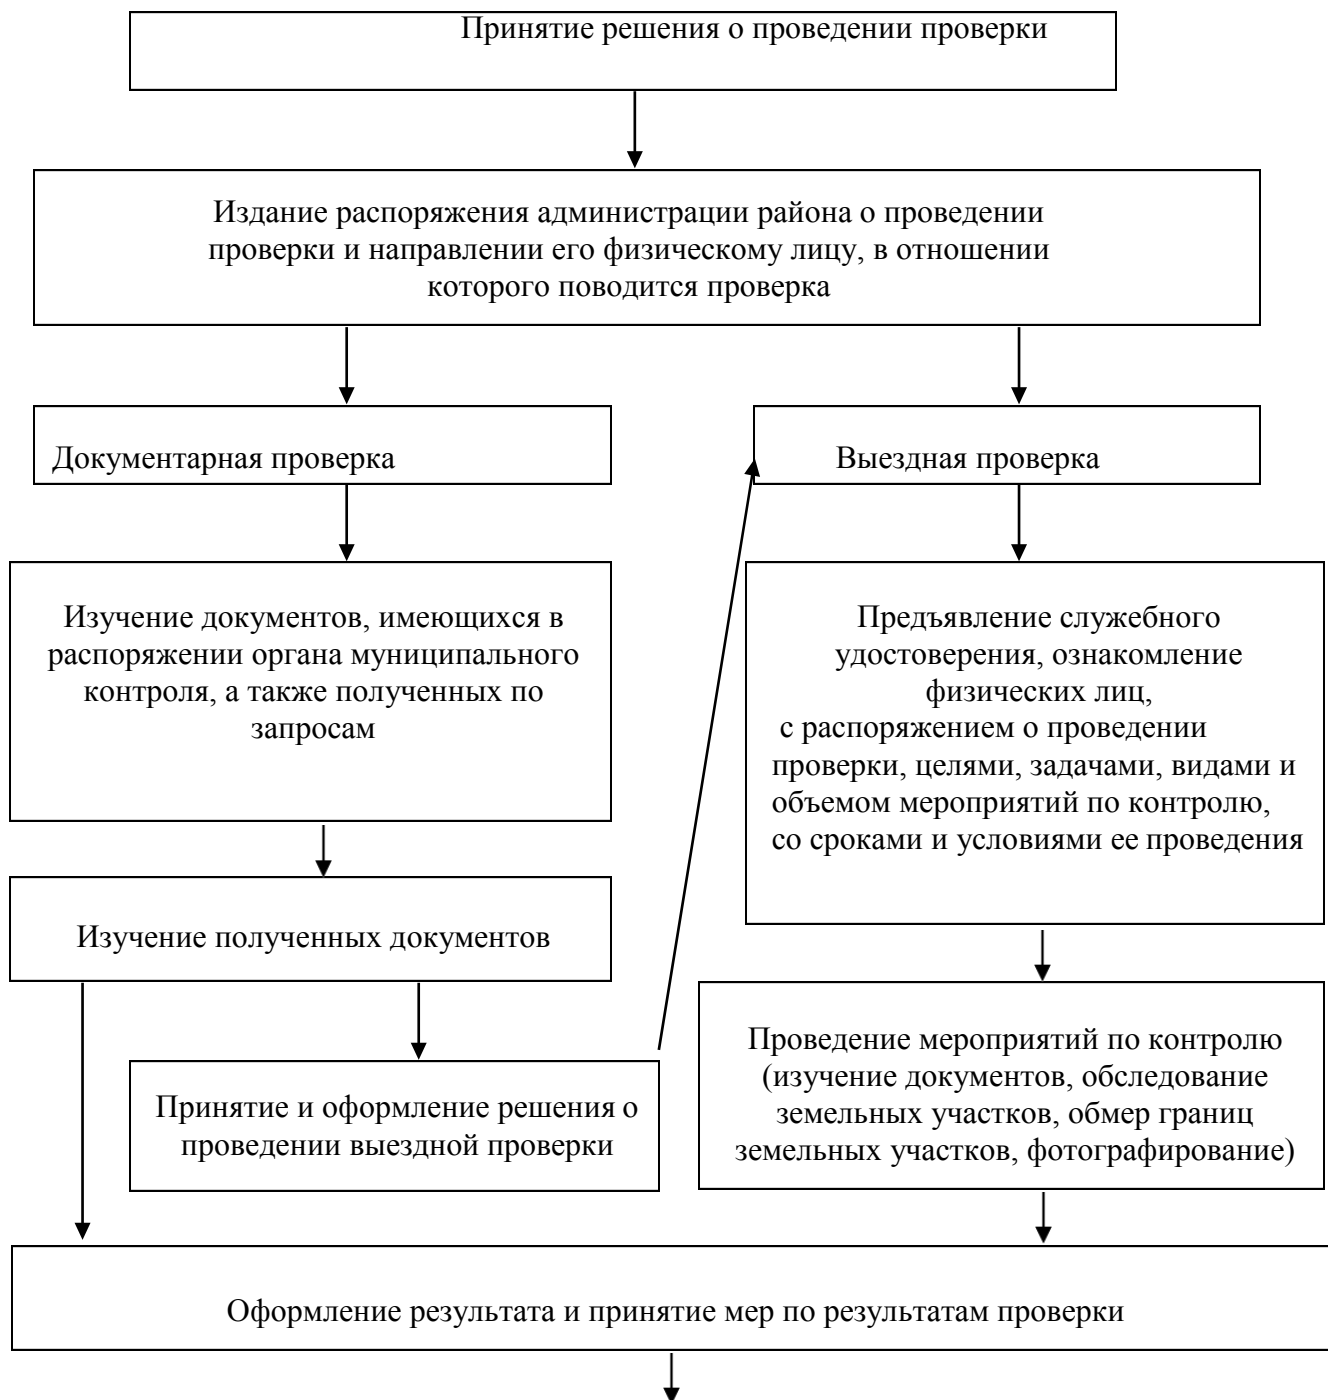 Принятие решения о проведении проверки
Издание распоряжения администрации района о проведении
проверки и направлении его физическому лицу, в отношении
которого поводится проверка
Документарная проверка
Выездная проверка
Изучение документов, имеющихся в
распоряжении органа муниципального
контроля, а также полученных по
запросам
Предъявление служебного
удостоверения, ознакомление
физических лиц,
с распоряжением о проведении
проверки, целями, задачами, видами и
объемом мероприятий по контролю,
со сроками и условиями ее проведения
Изучение полученных документов
Принятие и оформление решения о
проведении выездной проверки
Проведение мероприятий по контролю
(изучение документов, обследование
земельных участков, обмер границ
земельных участков, фотографирование)
Оформление результата и принятие мер по результатам проверки